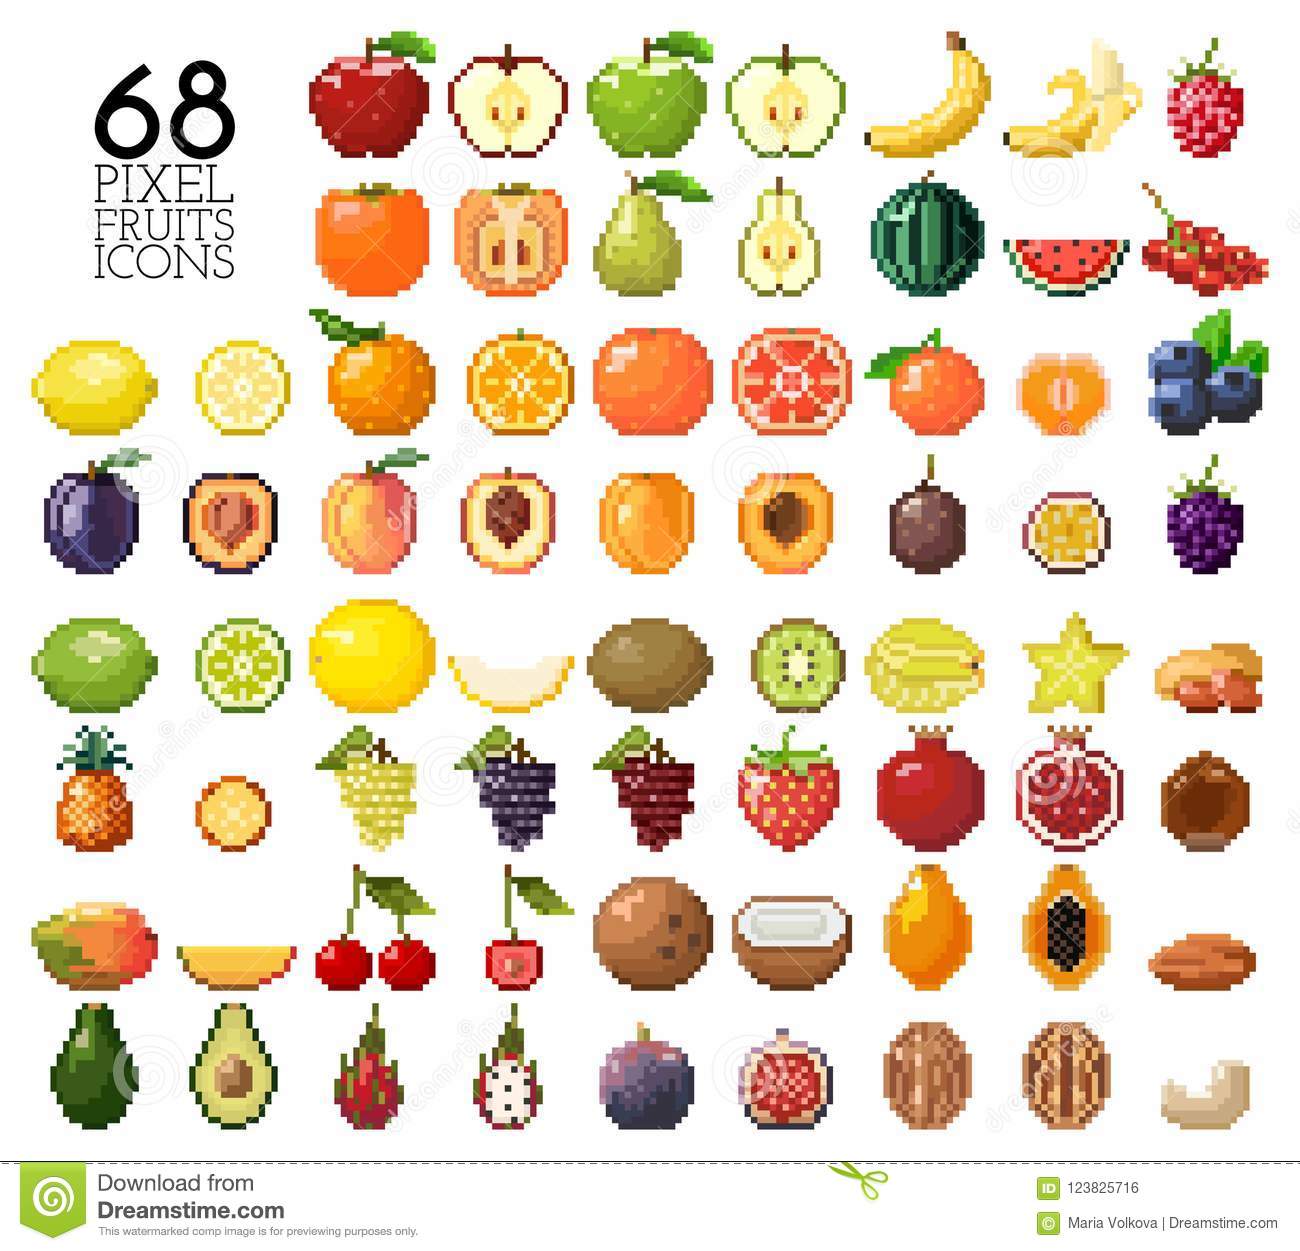 68
PIXEL
FRUITS
ICONS
Download from
Dreamstime.com
This watermarked comp image is for previewing purposes only.
ID 123825716
© Maria Volkova | Dreamstime.com